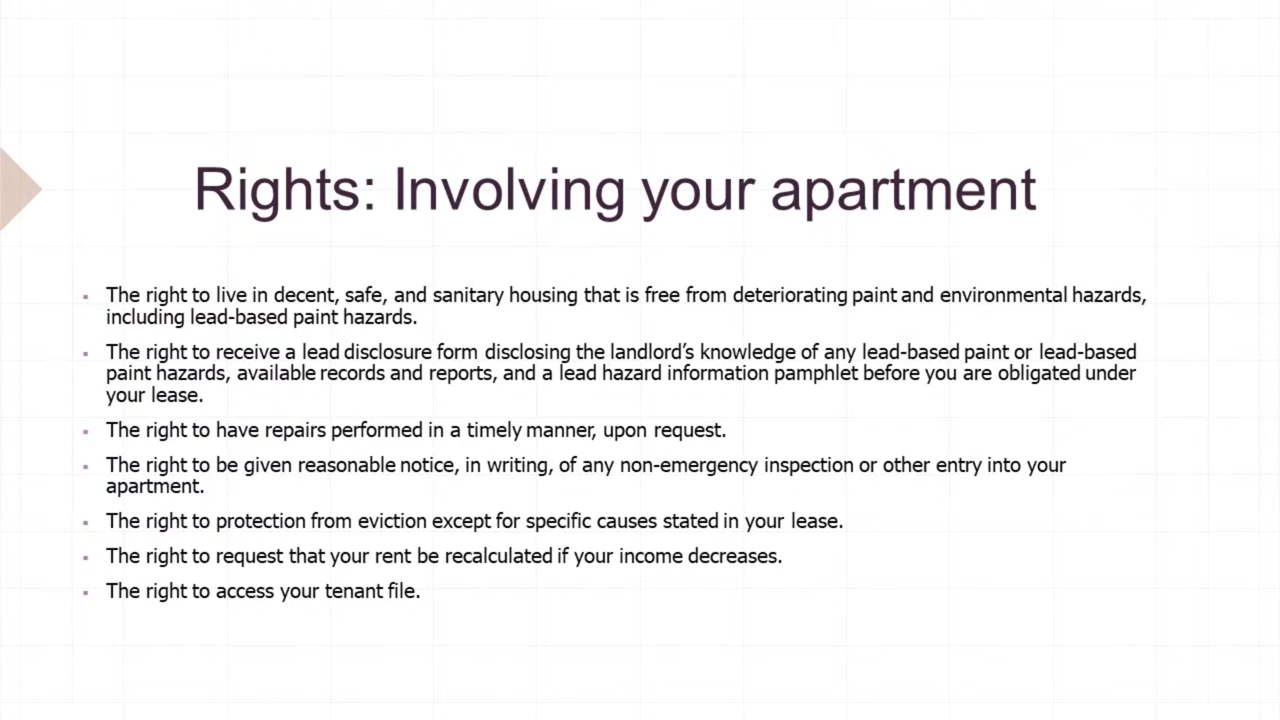 Rights: Involving your apartment
▪ The right to live in decent, safe, and sanitary housing that is free from deteriorating paint and environmental hazards,
including lead-based paint hazards.
▪ The right to receive a lead disclosure form disclosing the landlord’s knowledge of any lead-based paint or lead-based
paint hazards, available records and reports, and a lead hazard information pamphlet before you are obligated under
your lease.
▪ The right to have repairs performed in a timely manner, upon request.
▪ The right to be given reasonable notice, in writing, of any non-emergency inspection or other entry into your
apartment.
▪ The right to protection from eviction except for specific causes stated in your lease.
▪ The right to request that your rent be recalculated if your income decreases.
▪ The right to access your tenant file.